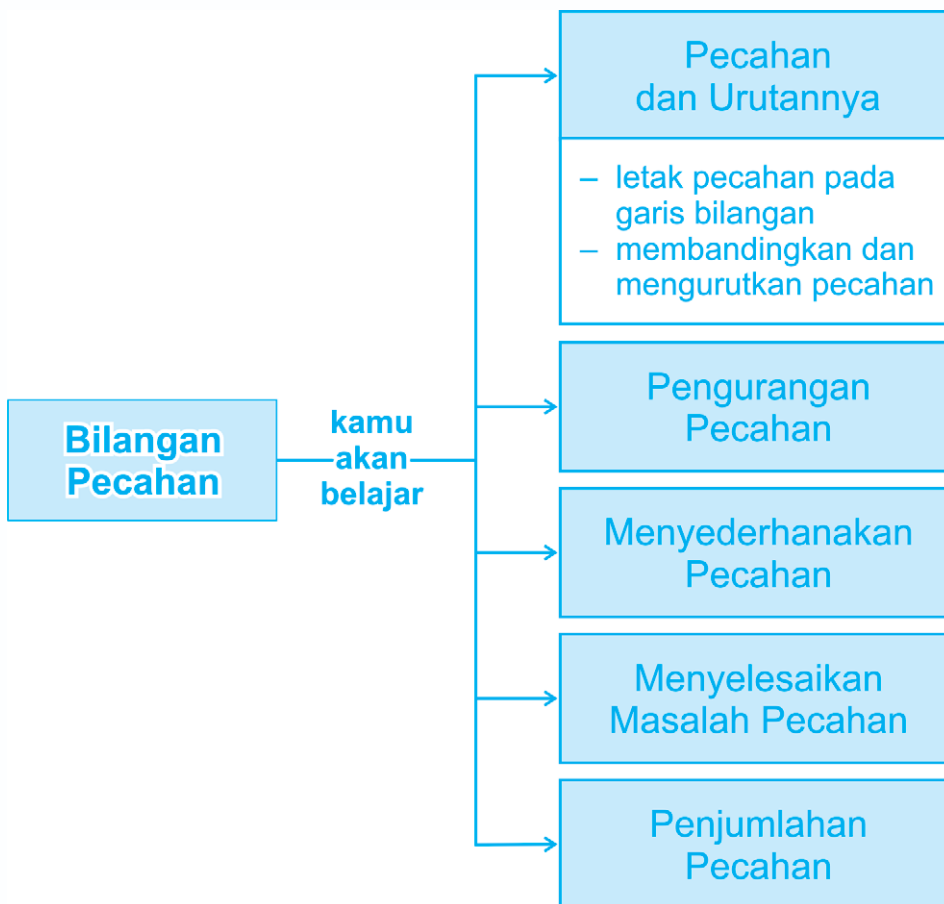 Bilangan
Pecahan
kamu
akan
belajar
Pecahan
dan Urutannya
– letak pecahan pada
garis bilangan
– membandingkan dan
mengurutkan pecahan
Pengurangan
Pecahan
Menyederhanakan
Pecahan
Menyelesaikan
Masalah Pecahan
Penjumlahan
Pecahan